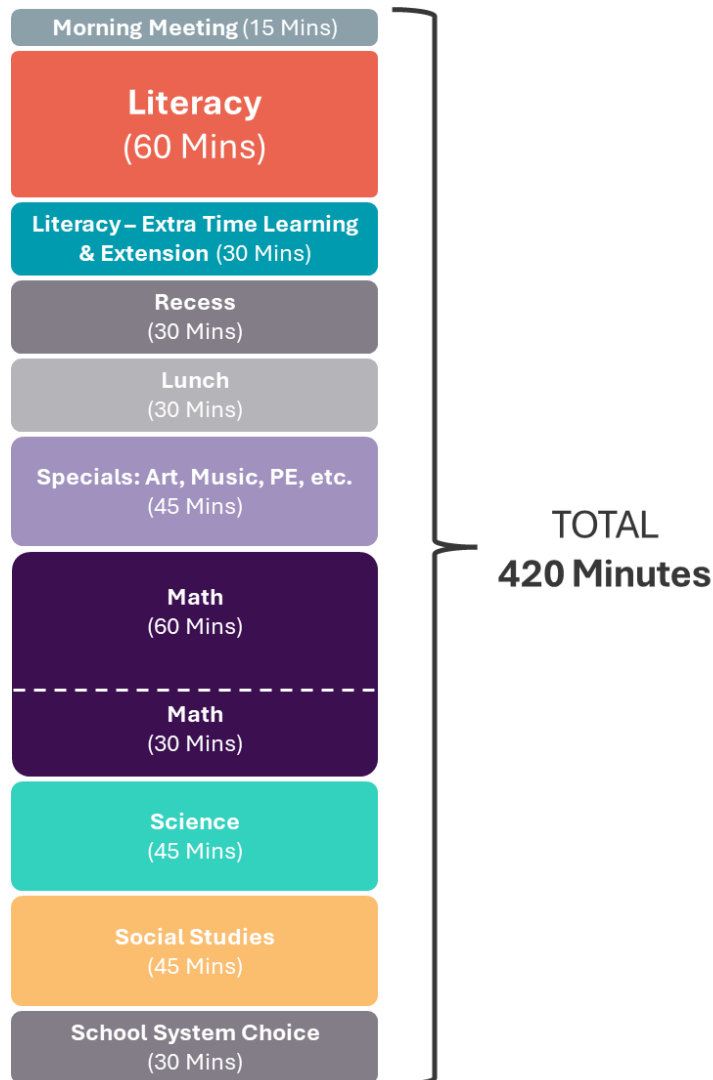 Morning Meeting (15 Mins)
Literacy
(60 Mins)
Literacy – Extra Time Learning
& Extension (30 Mins)
Recess
(30 Mins)
Lunch
(30 Mins)
Specials: Art, Music, PE, etc.
(45 Mins)
Math
(60 Mins)
Math
(30 Mins)
Science
(45 Mins)
Social Studies
(45 Mins)
School System Choice
(30 Mins)
TOTAL
420 Minutes